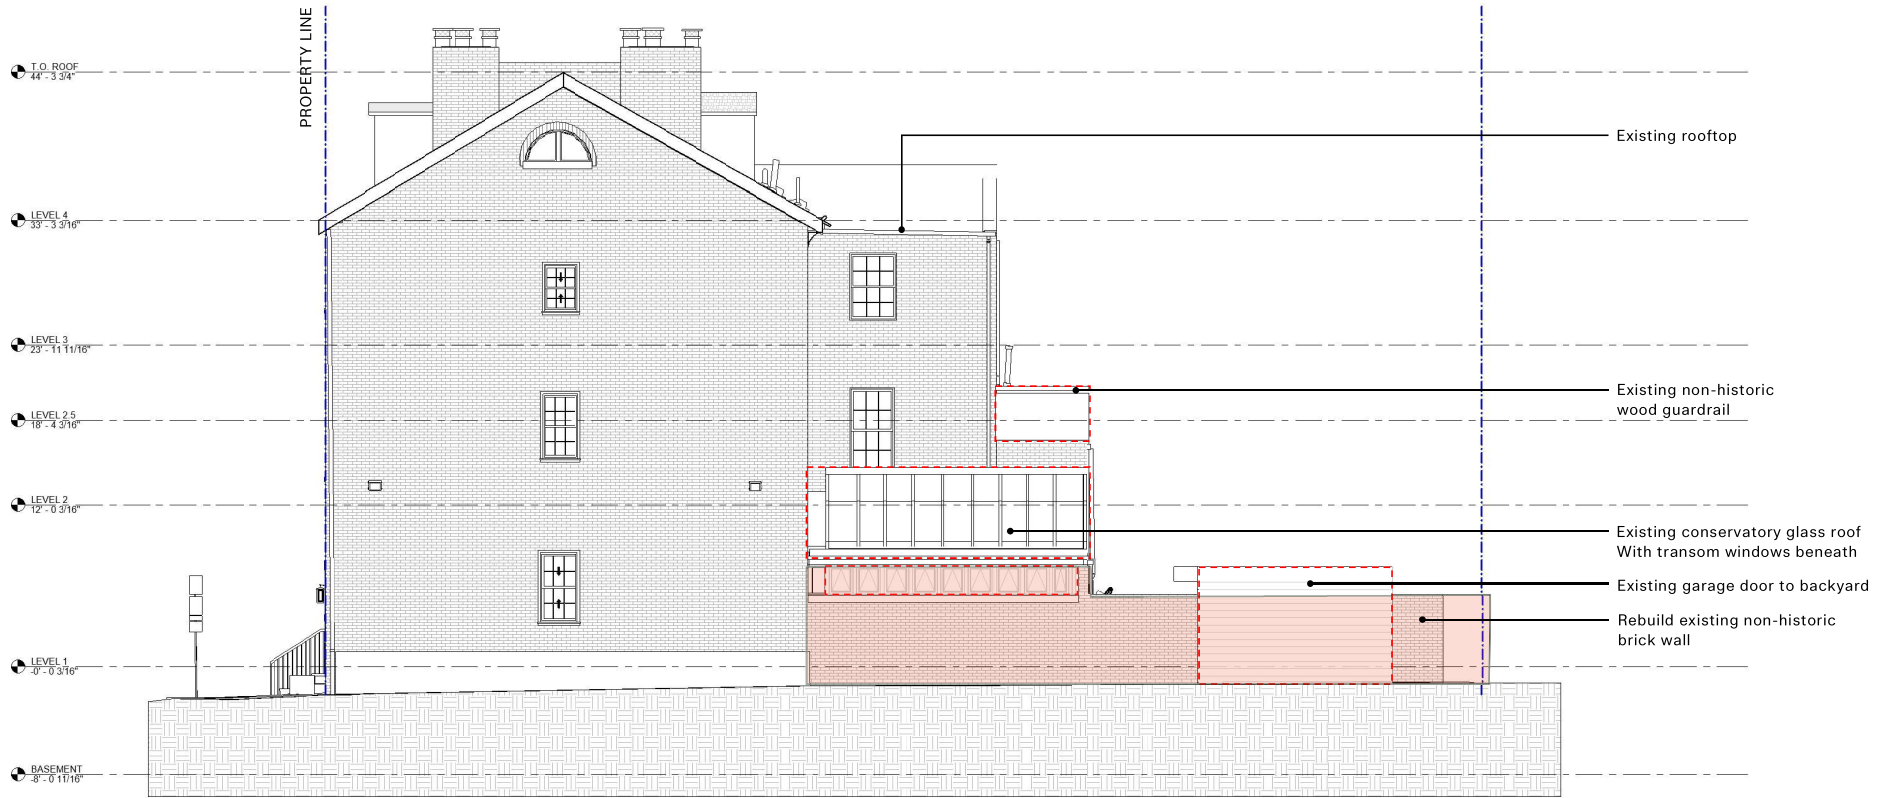 PROPERTY LINE
T.O. ROOF
44' - 3 3/4"
Existing rooftop
LEVEL 4
33' - 3 3/16"
LEVEL 3
23' - 11 11/16"
Existing non-historic
wood guardrail
LEVEL 2.5
18' - 4 3/16"
LEVEL 2
12' - 0 3/16"
Existing conservatory glass roof
With transom windows beneath
Existing garage door to backyard
Rebuild existing non-historic
brick wall
LEVEL 1
-0' - 0 3/16"
BASEMENT
-8' - 0 11/16"